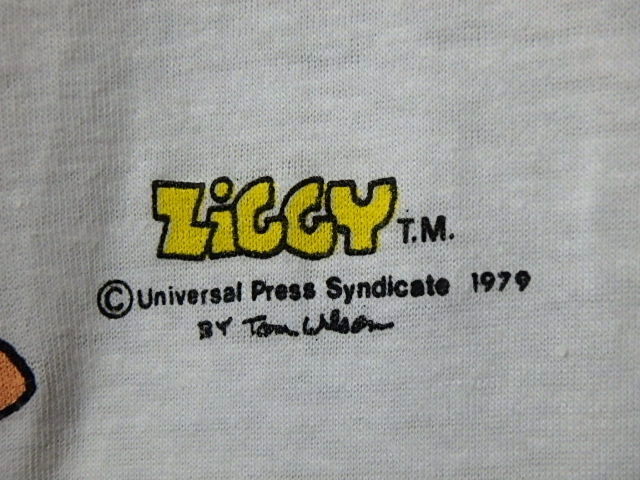 ZiGGY T.M.
© Universal Press Syndicate 1979
BY Tom Wilson